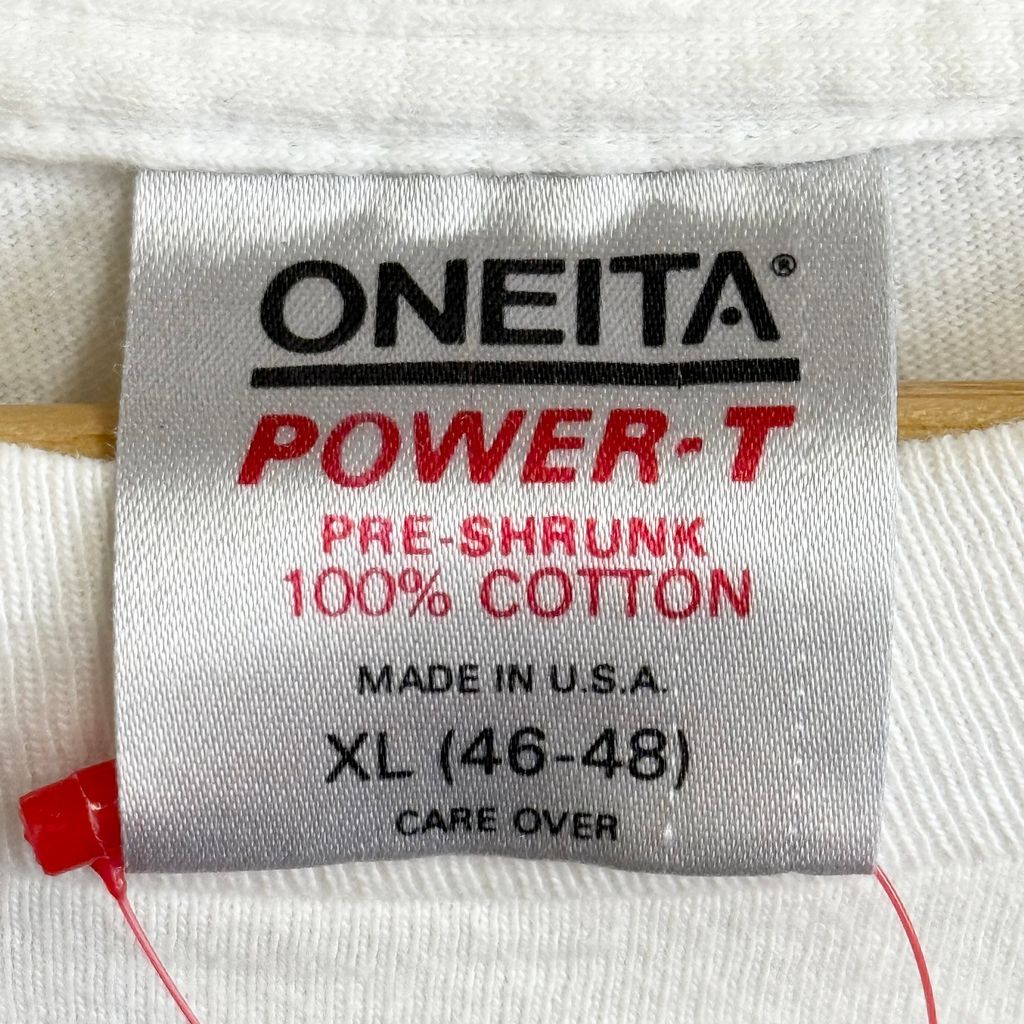 ONEITA®
POWER-T
PRE-SHRUNK
100% COTTON
MADE IN U.S.A.
XL (46-48)
CARE OVER